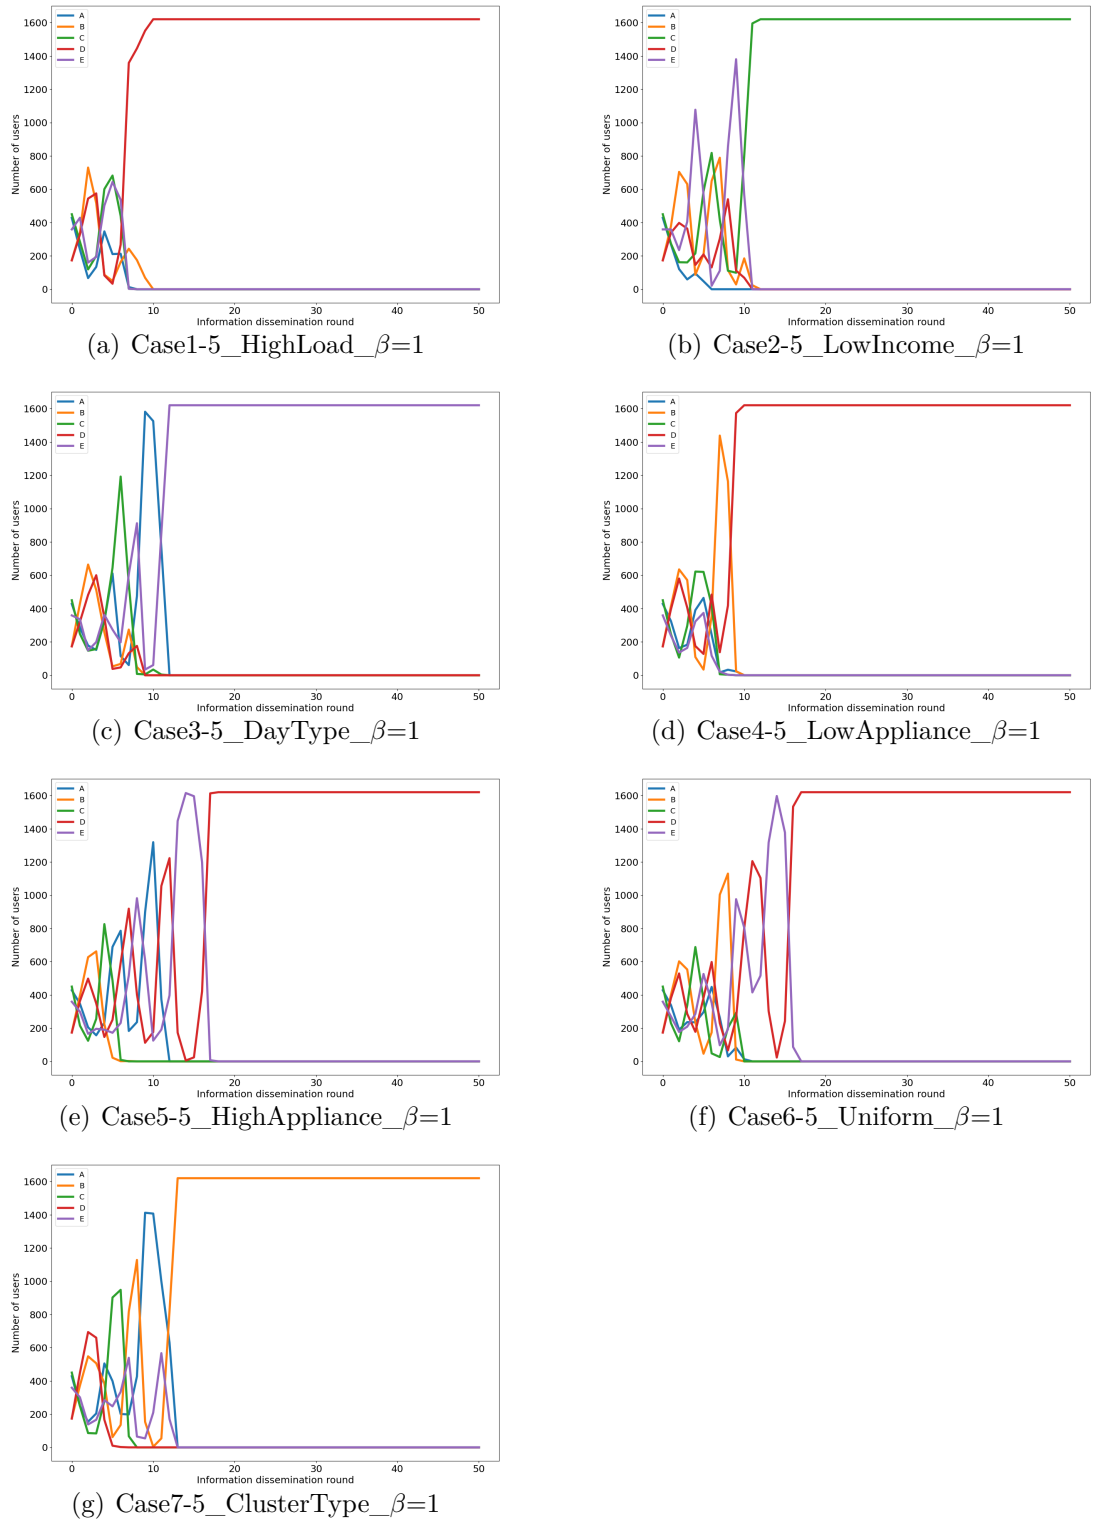 1600
1400
1200
1000
800
600
400
200
0
Number of users
A
B
C
D
E
0 10 20 30 40 50
Information dissemination round
(a) Case1-5_HighLoad_β=1
1600
1400
1200
1000
800
600
400
200
0
Number of users
A
B
C
D
E
0 10 20 30 40 50
Information dissemination round
(b) Case2-5_LowIncome_β=1
1600
1400
1200
1000
800
600
400
200
0
Number of users
A
B
C
D
E
0 10 20 30 40 50
Information dissemination round
(c) Case3-5_DayType_β=1
1600
1400
1200
1000
800
600
400
200
0
Number of users
A
B
C
D
E
0 10 20 30 40 50
Information dissemination round
(d) Case4-5_LowAppliance_β=1
1600
1400
1200
1000
800
600
400
200
0
Number of users
A
B
C
D
E
0 10 20 30 40 50
Information dissemination round
(e) Case5-5_HighAppliance_β=1
1600
1400
1200
1000
800
600
400
200
0
Number of users
A
B
C
D
E
0 10 20 30 40 50
Information dissemination round
(f) Case6-5_Uniform_β=1
1600
1400
1200
1000
800
600
400
200
0
Number of users
A
B
C
D
E
0 10 20 30 40 50
Information dissemination round
(g) Case7-5_ClusterType_β=1